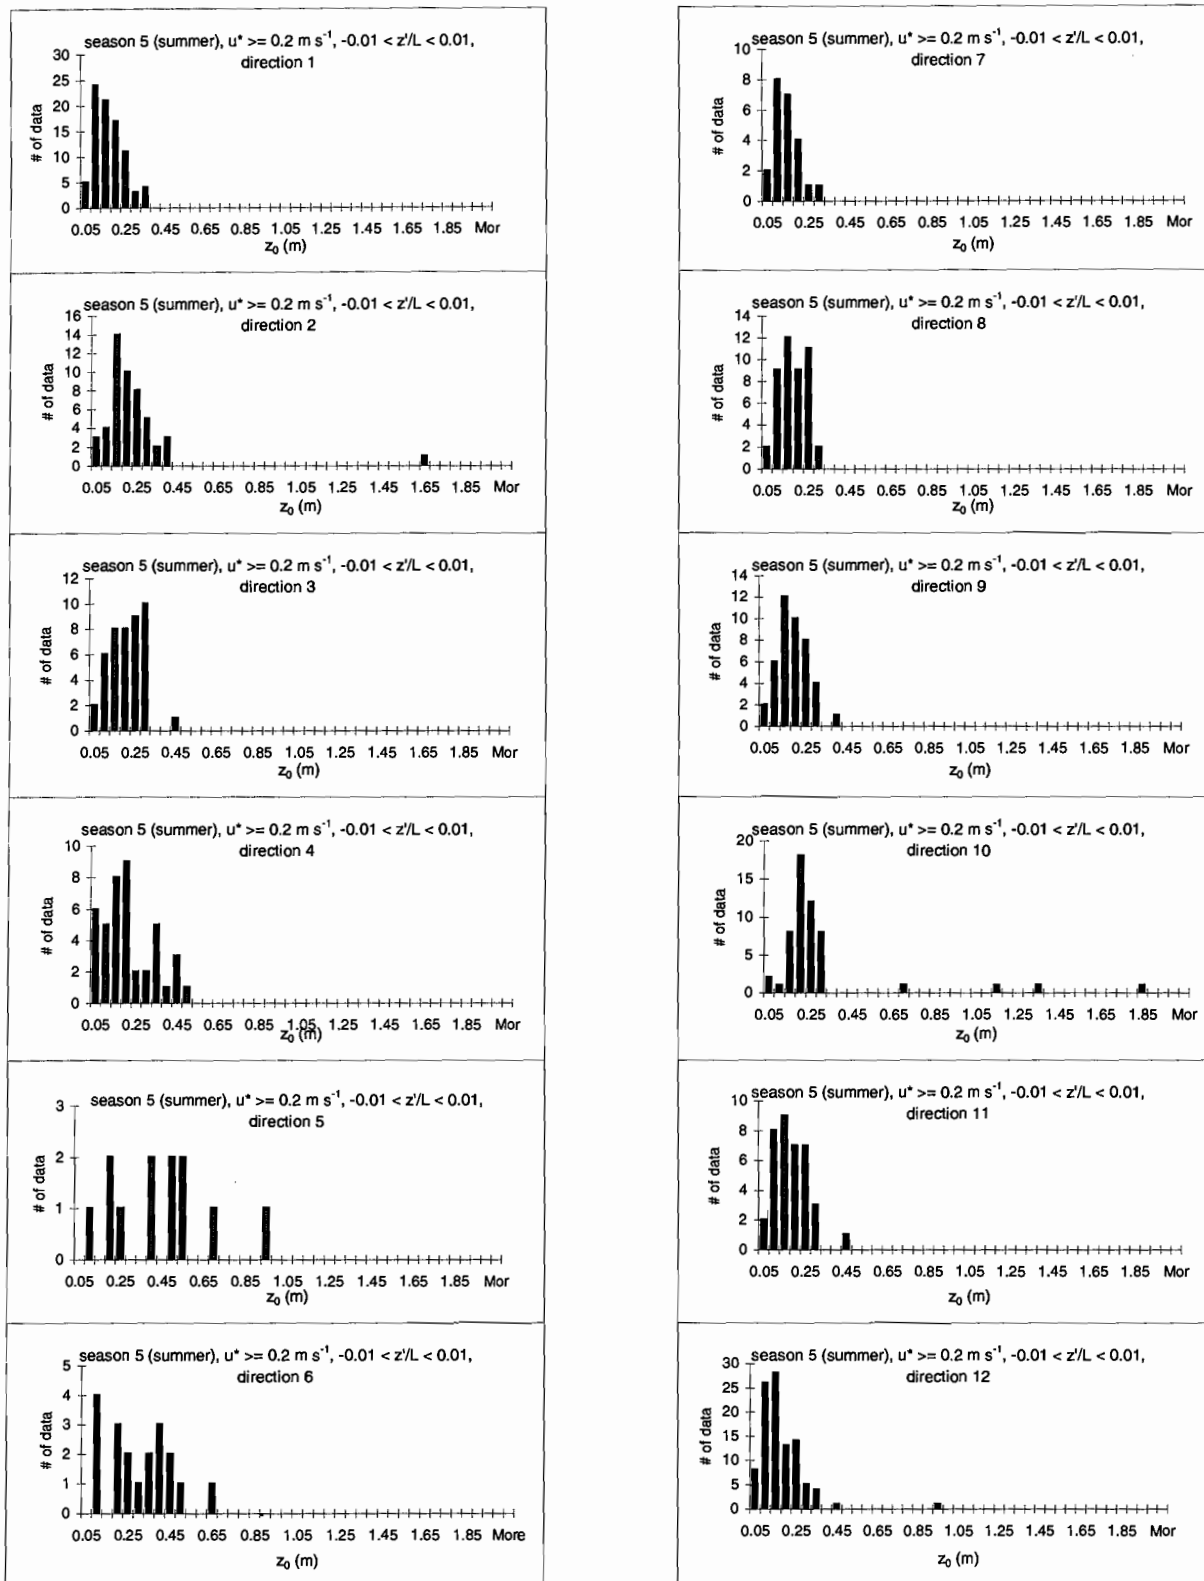 season 5 (summer), u* >= 0.2 m s⁻¹, -0.01 < z'/L < 0.01,
direction 1
30
25
20
15
10
5
0
# of data
0.05 0.25 0.45 0.65 0.85 1.05 1.25 1.45 1.65 1.85 Mor
z₀ (m)
season 5 (summer), u* >= 0.2 m s⁻¹, -0.01 < z'/L < 0.01,
direction 2
16
14
12
10
8
6
4
2
0
# of data
0.05 0.25 0.45 0.65 0.85 1.05 1.25 1.45 1.65 1.85 Mor
z₀ (m)
season 5 (summer), u* >= 0.2 m s⁻¹, -0.01 < z'/L < 0.01,
direction 3
12
10
8
6
4
2
0
# of data
0.05 0.25 0.45 0.65 0.85 1.05 1.25 1.45 1.65 1.85 Mor
z₀ (m)
season 5 (summer), u* >= 0.2 m s⁻¹, -0.01 < z'/L < 0.01,
direction 4
10
8
6
4
2
0
# of data
0.05 0.25 0.45 0.65 0.85 1.05 1.25 1.45 1.65 1.85 Mor
z₀ (m)
season 5 (summer), u* >= 0.2 m s⁻¹, -0.01 < z'/L < 0.01,
direction 5
3
2
1
0
# of data
0.05 0.25 0.45 0.65 0.85 1.05 1.25 1.45 1.65 1.85 Mor
z₀ (m)
season 5 (summer), u* >= 0.2 m s⁻¹, -0.01 < z'/L < 0.01,
direction 6
5
4
3
2
1
0
# of data
0.05 0.25 0.45 0.65 0.85 1.05 1.25 1.45 1.65 1.85 More
z₀ (m)
season 5 (summer), u* >= 0.2 m s⁻¹, -0.01 < z'/L < 0.01,
direction 7
10
8
6
4
2
0
# of data
0.05 0.25 0.45 0.65 0.85 1.05 1.25 1.45 1.65 1.85 Mor
z₀ (m)
season 5 (summer), u* >= 0.2 m s⁻¹, -0.01 < z'/L < 0.01,
direction 8
14
12
10
8
6
4
2
0
# of data
0.05 0.25 0.45 0.65 0.85 1.05 1.25 1.45 1.65 1.85 Mor
z₀ (m)
season 5 (summer), u* >= 0.2 m s⁻¹, -0.01 < z'/L < 0.01,
direction 9
14
12
10
8
6
4
2
0
# of data
0.05 0.25 0.45 0.65 0.85 1.05 1.25 1.45 1.65 1.85 Mor
z₀ (m)
season 5 (summer), u* >= 0.2 m s⁻¹, -0.01 < z'/L < 0.01,
direction 10
20
15
10
5
0
# of data
0.05 0.25 0.45 0.65 0.85 1.05 1.25 1.45 1.65 1.85 Mor
z₀ (m)
season 5 (summer), u* >= 0.2 m s⁻¹, -0.01 < z'/L < 0.01,
direction 11
10
8
6
4
2
0
# of data
0.05 0.25 0.45 0.65 0.85 1.05 1.25 1.45 1.65 1.85 Mor
z₀ (m)
season 5 (summer), u* >= 0.2 m s⁻¹, -0.01 < z'/L < 0.01,
direction 12
30
25
20
15
10
5
0
# of data
0.05 0.25 0.45 0.65 0.85 1.05 1.25 1.45 1.65 1.85 Mor
z₀ (m)